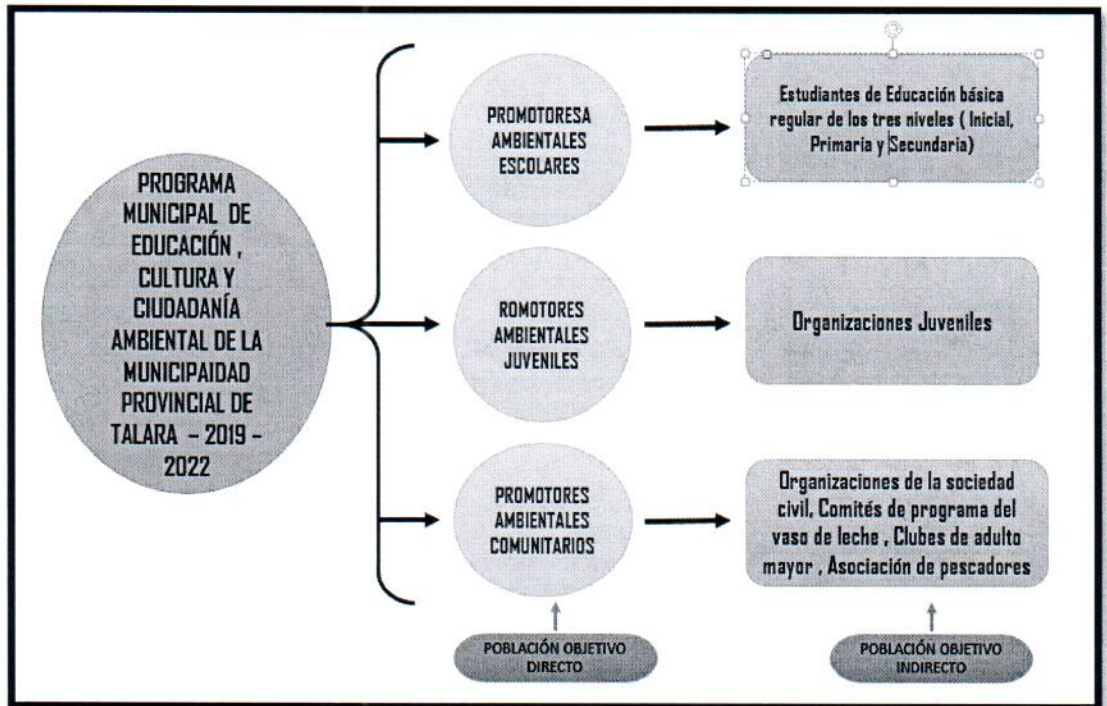 PROGRAMA
MUNICIPAL DE
EDUCACIÓN ,
CULTURA Y
CIUDADANÍA
AMBIENTAL DE LA
MUNICIPAIDAD
PROVINCIAL DE
TALARA – 2019 –
2022
PROMOTORESA
AMBIENTALES
ESCOLARES
Estudiantes de Educación básica
regular de los tres niveles ( Inicial,
Primaria y Secundaria)
ROMOTORES
AMBIENTALES
JUVENILES
Organizaciones Juveniles
PROMOTORES
AMBIENTALES
COMUNITARIOS
Organizaciones de la sociedad
civil, Comités de programa del
vaso de leche , Clubes de adulto
mayor , Asociación de pescadores
POBLACIÓN OBJETIVO
DIRECTO
POBLACIÓN OBJETIVO
INDIRECTO